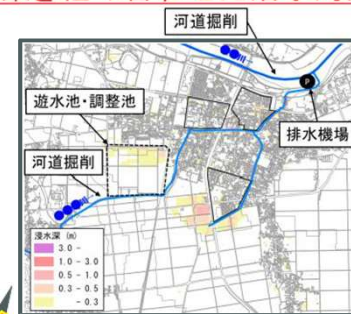 河道掘削
遊水池・調整池
排水機場
P
河道掘削
浸水深 (m)
3.0 -
1.0 - 3.0
0.5 - 1.0
0.3 - 0.5
- 0.3